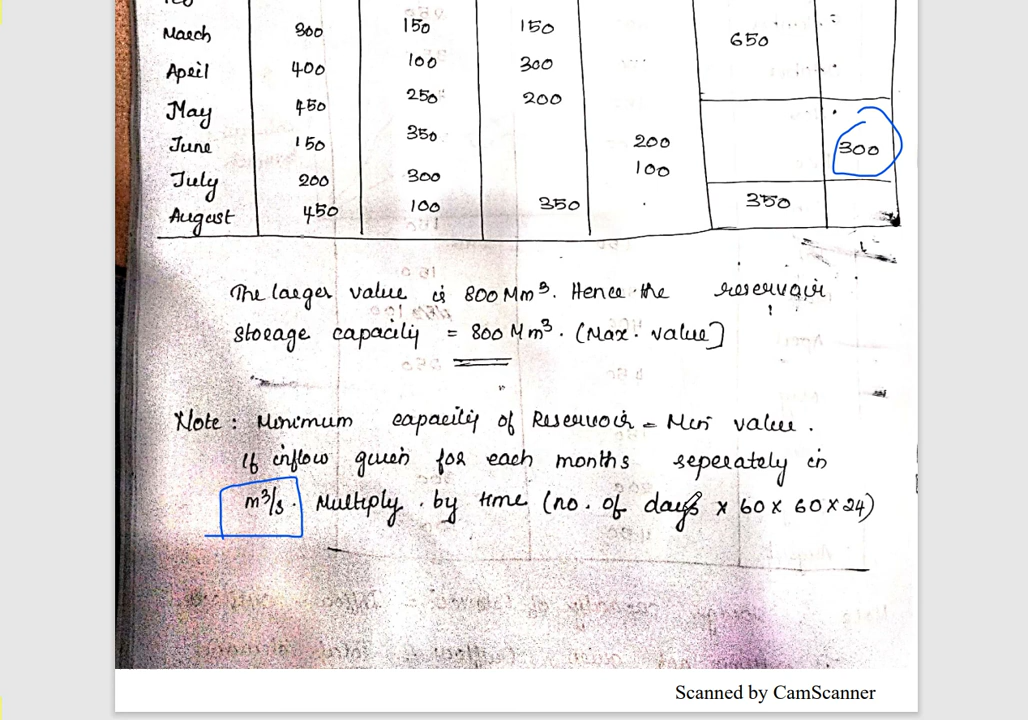 March 300 150 150 650
April 400 100 300
May 450 250 200
June 150 350 200 300
July 200 300 100
August 450 100 350 350
The larger value is 800 Mm³. Hence the reservoir
storage capacity = 800 Mm³. (Max. value]
Note : Minimum capacity of Reservoir = Min value.
If inflow given for each months seperately in
m³/s. Multiply. by time (no. of days x 60 x 60 x 24)
Scanned by CamScanner